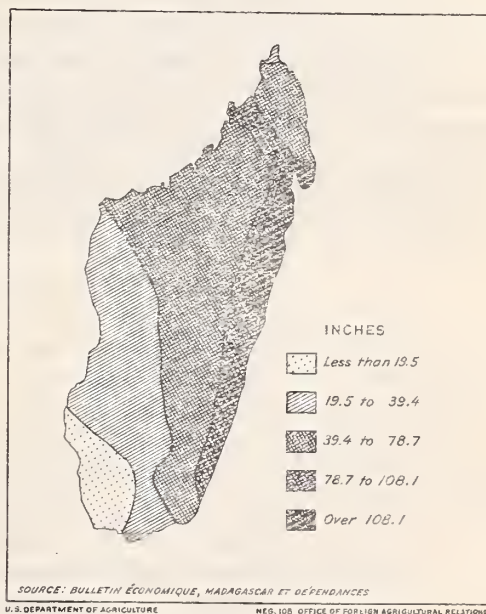 INCHES
Less than 19.5
19.5 to 39.4
39.4 to 78.7
78.7 to 108.1
Over 108.1
SOURCE: BULLETIN ÉCONOMIQUE, MADAGASCAR ET DÉPENDANCES
U. S. DEPARTMENT OF AGRICULTURE NEG. 108 OFFICE OF FOREIGN AGRICULTURAL RELATIONS